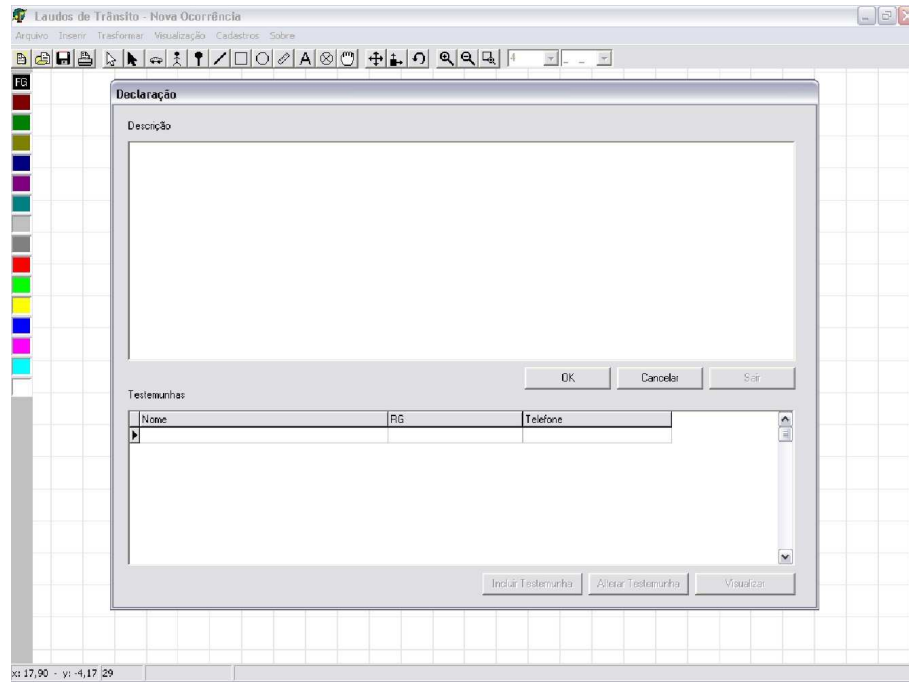 Laudos de Trânsito - Nova Ocorrência
Arquivo Inserir Trasformar Visualização Cadastros Sobre
A 4
FG
Declaração
Descrição
OK Cancelar Sair
Testemunhas
Nome RG Telefone
Incluir Testemunha Alterar Testemunha Visualizar
x: 17,90 - y: -4,17 29